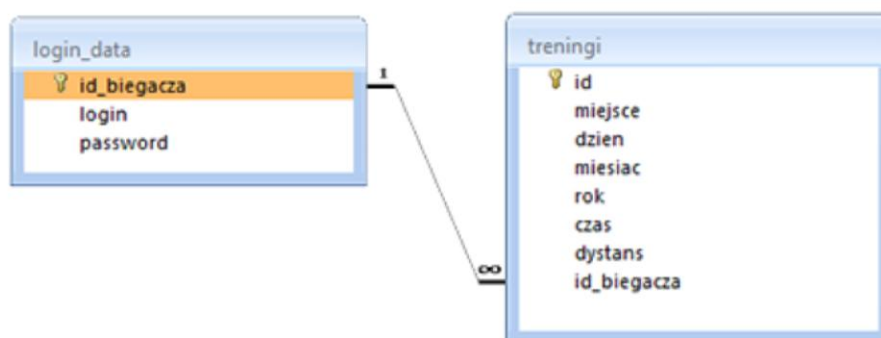 login_data
id_biegacza
login
password
1
∞
treningi
id
miejsce
dzien
miesiac
rok
czas
dystans
id_biegacza